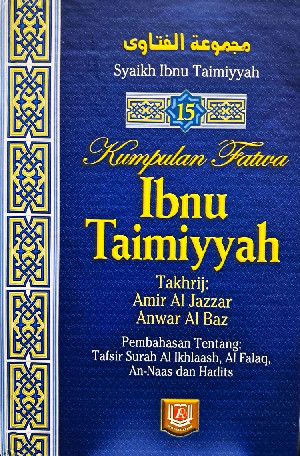 مجموعة الفتاوى
Syaikh Ibnu Taimiyyah
15
Kumpulan Fatwa
Ibnu
Taimiyyah
Takhrij:
Amir Al Jazzar
Anwar Al Baz
Pembahasan Tentang:
Tafsir Surah Al Ikhlaash, Al Falaq,
An-Naas dan Hadits